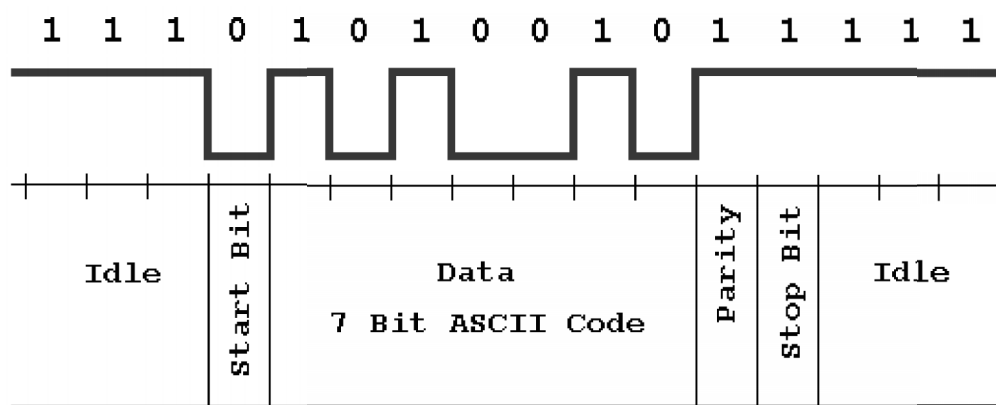 1 1 1 0 1 0 1 0 0 1 0 1 1 1 1 1
Idle
Start Bit
Data
7 Bit ASCII Code
Parity
Stop Bit
Idle